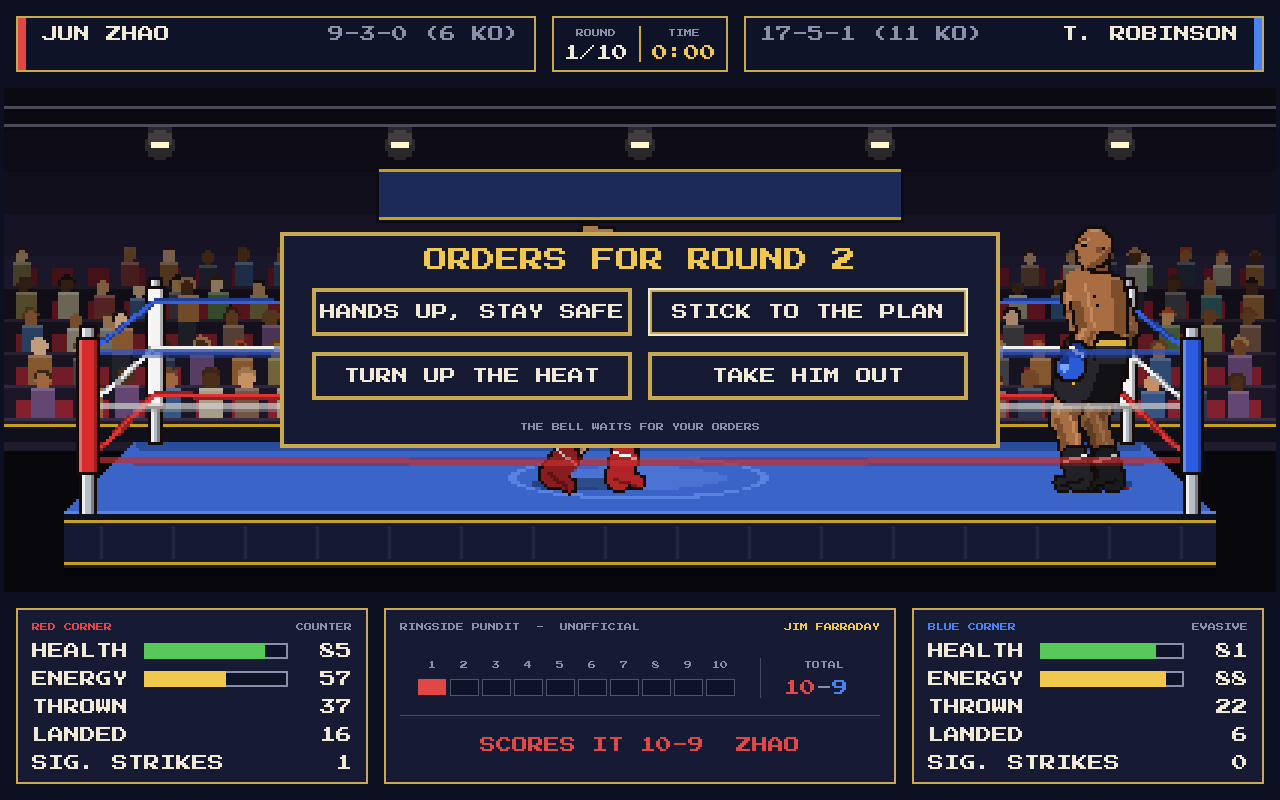 JUN ZHAO 9-3-0 (6 KO)
ROUND TIME
1/10 0:00
17-5-1 (11 KO) T. ROBINSON
ORDERS FOR ROUND 2
HANDS UP, STAY SAFE
STICK TO THE PLAN
TURN UP THE HEAT
TAKE HIM OUT
THE BELL WAITS FOR YOUR ORDERS
RED CORNER COUNTER
HEALTH 85
ENERGY 57
THROWN 37
LANDED 16
SIG. STRIKES 1
RINGSIDE PUNDIT - UNOFFICIAL JIM FARRADAY
1 2 3 4 5 6 7 8 9 10 TOTAL
10-9
SCORES IT 10-9 ZHAO
BLUE CORNER EVASIVE
HEALTH 81
ENERGY 88
THROWN 22
LANDED 6
SIG. STRIKES 0